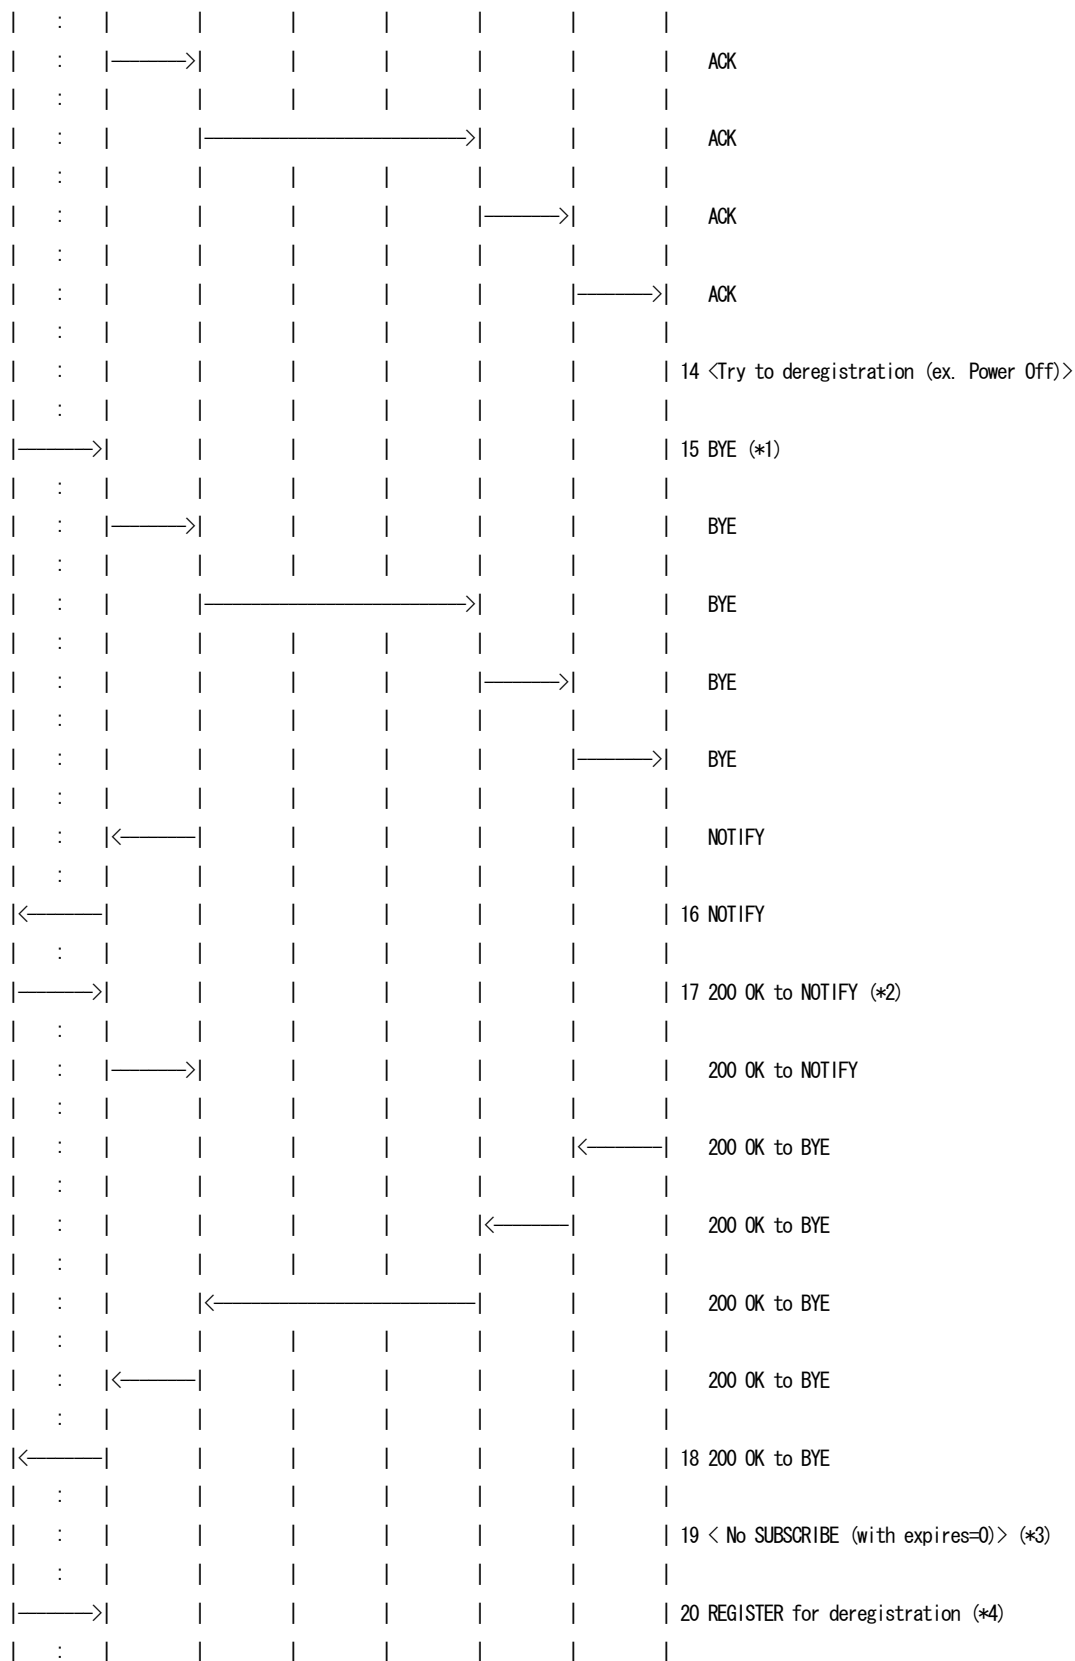 ACK
ACK
ACK
ACK
14 <Try to deregistration (ex. Power Off)>
15 BYE (*1)
BYE
BYE
BYE
BYE
NOTIFY
16 NOTIFY
17 200 OK to NOTIFY (*2)
200 OK to NOTIFY
200 OK to BYE
200 OK to BYE
200 OK to BYE
200 OK to BYE
18 200 OK to BYE
19 < No SUBSCRIBE (with expires=0)> (*3)
20 REGISTER for deregistration (*4)